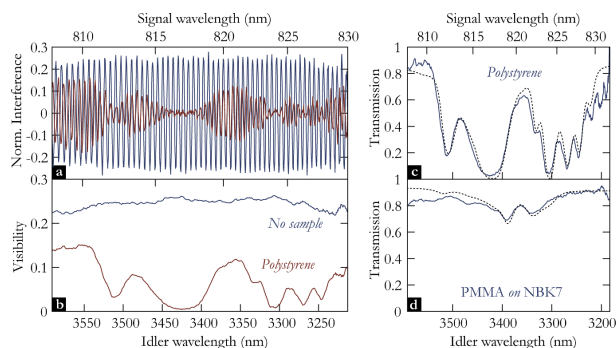 Signal wavelength (nm)
810 815 820 825 830
Norm. Interference
0.3
0.2
0.1
0
-0.1
-0.2
0.3
a
Visibility
0.2
0.1
0
No sample
Polystyrene
b
3550 3500 3450 3400 3350 3300 3250
Idler wavelength (nm)
Signal wavelength (nm)
810 815 820 825 830
Transmission
1
0.8
0.6
0.4
0.2
Polystyrene
c
Transmission
1
0.8
0.6
0.4
0.2
0
d
PMMA on NBK7
3500 3400 3300 3200
Idler wavelength (nm)